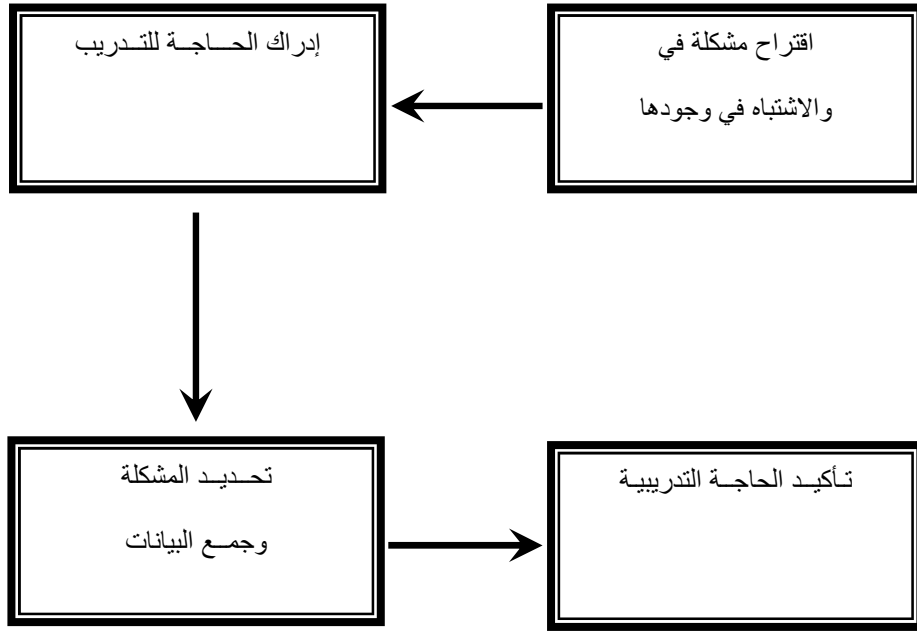 اقتراح مشكلة في
والاشتباه في وجودها
إدراك الحاجة للتدريب
تحديد المشكلة
وجمع البيانات
تأكيد الحاجة التدريبية